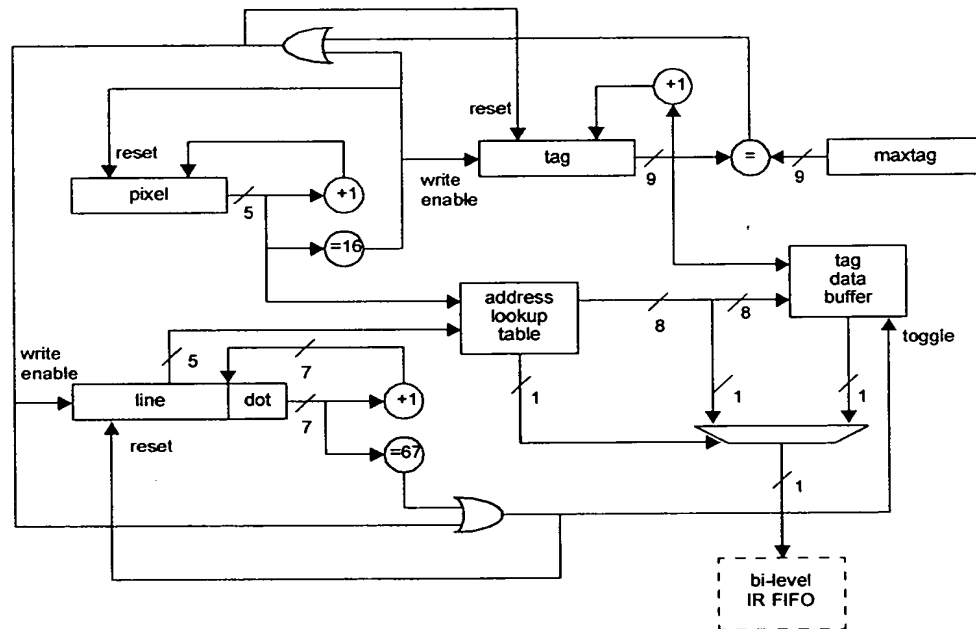 reset
+1
reset
tag
=
maxtag
9
9
write
enable
pixel
5
+1
=16
address
lookup
table
8
8
tag
data
buffer
toggle
write
enable
5
7
line
dot
7
+1
1
1
1
reset
=67
1
bi-level
IR FIFO